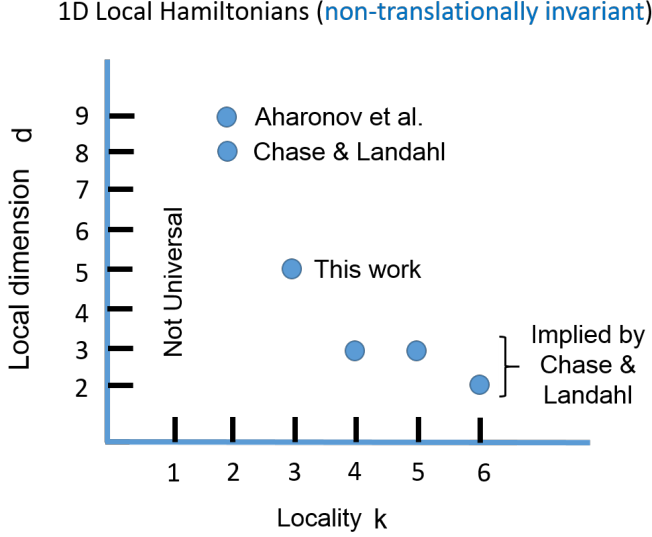 1D Local Hamiltonians (non-translationally invariant)
Local dimension d
9
8
7
6
5
4
3
2
Not Universal
Aharonov et al.
Chase & Landahl
This work
Implied by
Chase &
Landahl
1 2 3 4 5 6
Locality k